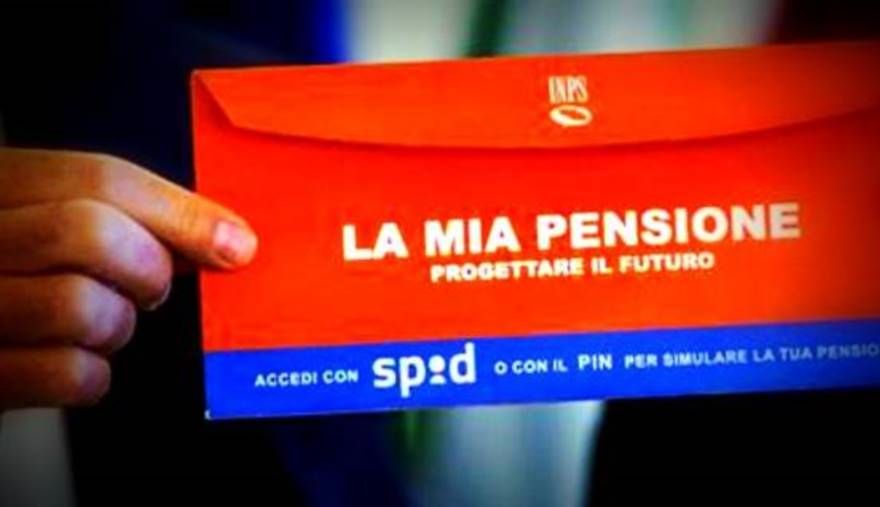 INPS
LA MIA PENSIONE
PROGETTARE IL FUTURO
ACCEDI CON spid O CON IL PIN PER SIMULARE LA TUA PENSIO